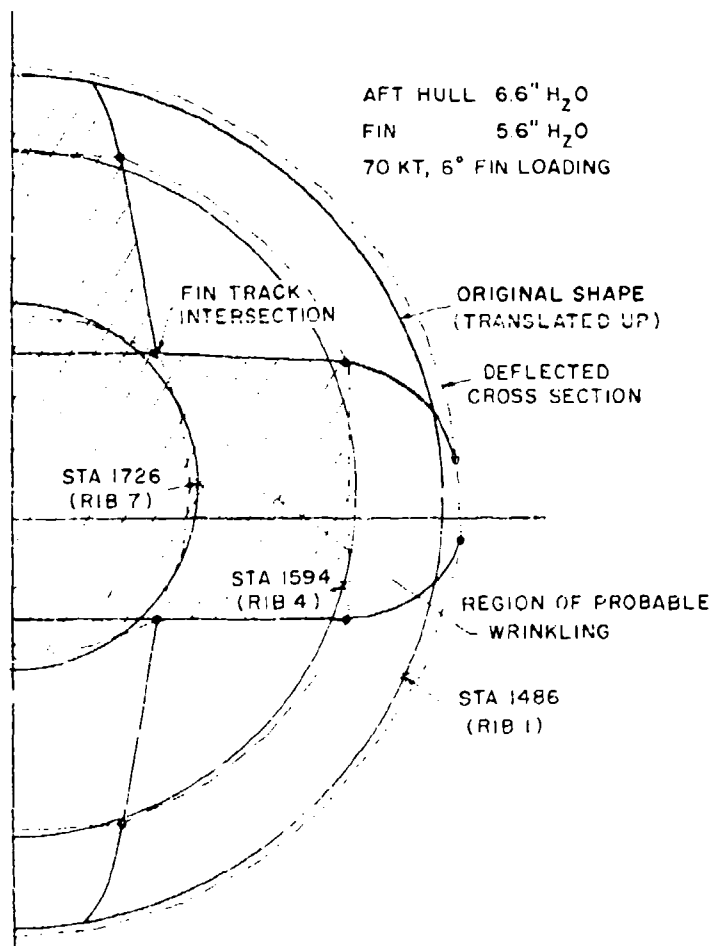 AFT HULL 6.6" H₂O
FIN 5.6" H₂O
70 KT, 6° FIN LOADING
FIN TRACK
INTERSECTION
ORIGINAL SHAPE
(TRANSLATED UP)
DEFLECTED
CROSS SECTION
STA 1726
(RIB 7)
STA 1594
(RIB 4)
REGION OF PROBABLE
WRINKLING
STA 1486
(RIB 1)